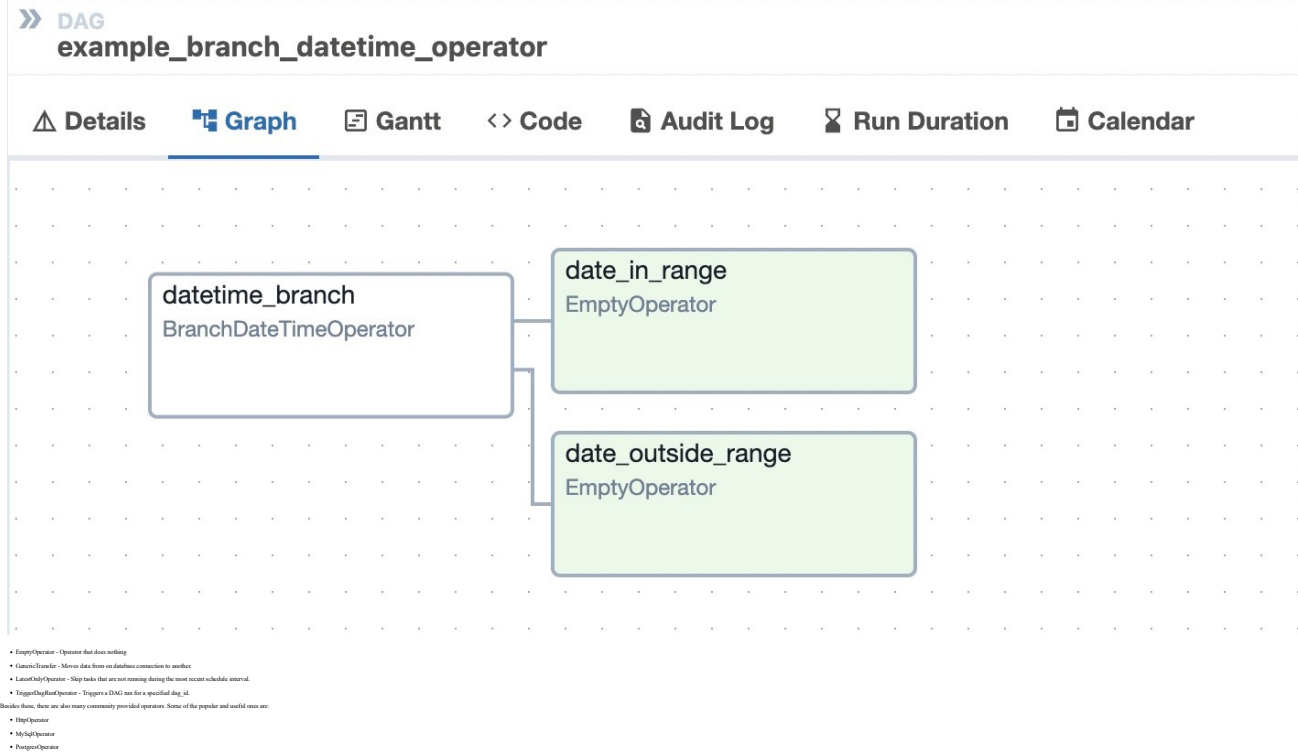 DAG
example_branch_datetime_operator
Details Graph Gantt Code Audit Log Run Duration Calendar
datetime_branch
BranchDateTimeOperator
date_in_range
EmptyOperator
date_outside_range
EmptyOperator
• EmptyOperator - Operator that does nothing
• GenericTransfer - Moves data from on database connection to another.
• LatestOnlyOperator - Skip tasks that are not running during the most recent schedule interval.
• TriggerDagRunOperator - Triggers a DAG run for a specified dag_id.
Besides these, there are also many community provided operators. Some of the popular and useful ones are:
• HttpOperator
• MySqlOperator
• PostgresOperator